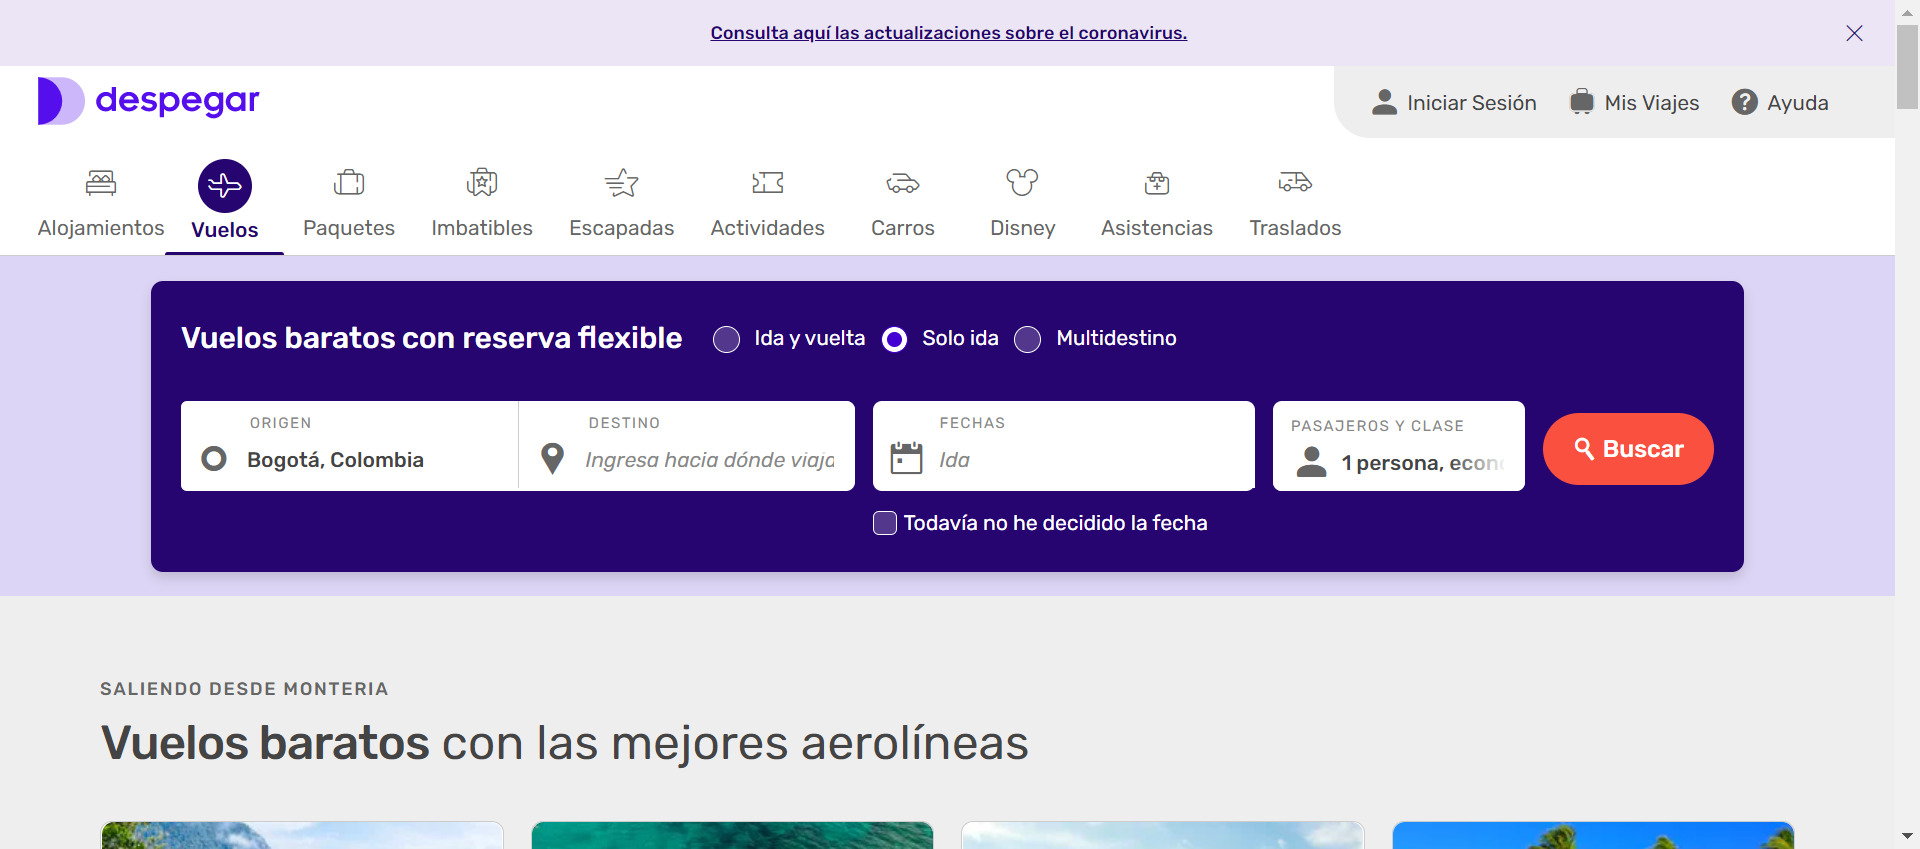 Consulta aquí las actualizaciones sobre el coronavirus.
despegar
Iniciar Sesión
Mis Viajes
Ayuda
Alojamientos
Vuelos
Paquetes
Imbatibles
Escapadas
Actividades
Carros
Disney
Asistencias
Traslados
Vuelos baratos con reserva flexible
Ida y vuelta
Solo ida
Multidestino
ORIGEN
Bogotá, Colombia
DESTINO
Ingresa hacia dónde viaja
FECHAS
Ida
PASAJEROS Y CLASE
1 persona, econo
Buscar
Todavía no he decidido la fecha
SALIENDO DESDE MONTERIA
Vuelos baratos con las mejores aerolíneas